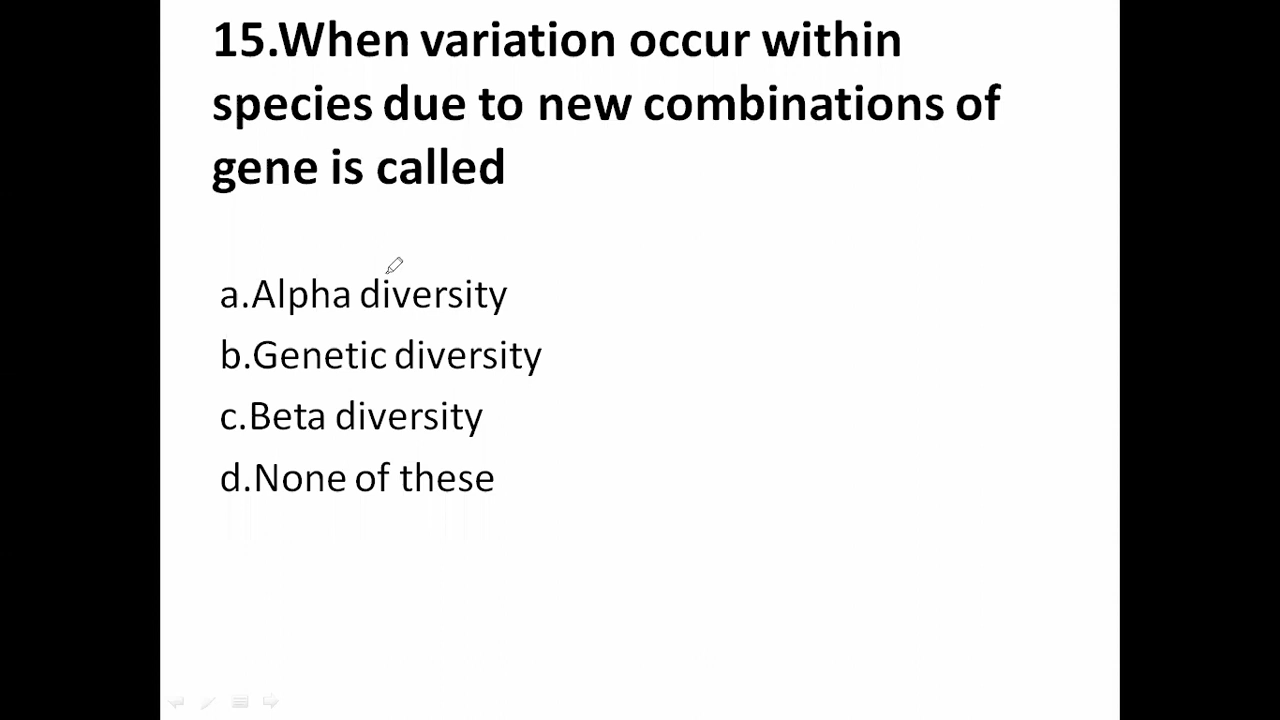 15.When variation occur within
species due to new combinations of
gene is called
a.Alpha diversity
b.Genetic diversity
c.Beta diversity
d.None of these